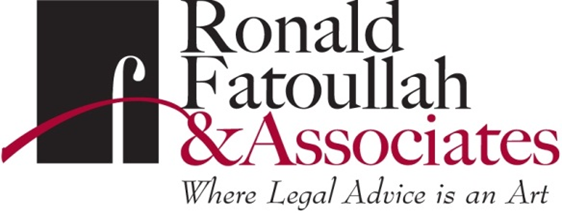 f
Ronald
Fatoullah
&Associates
Where Legal Advice is an Art